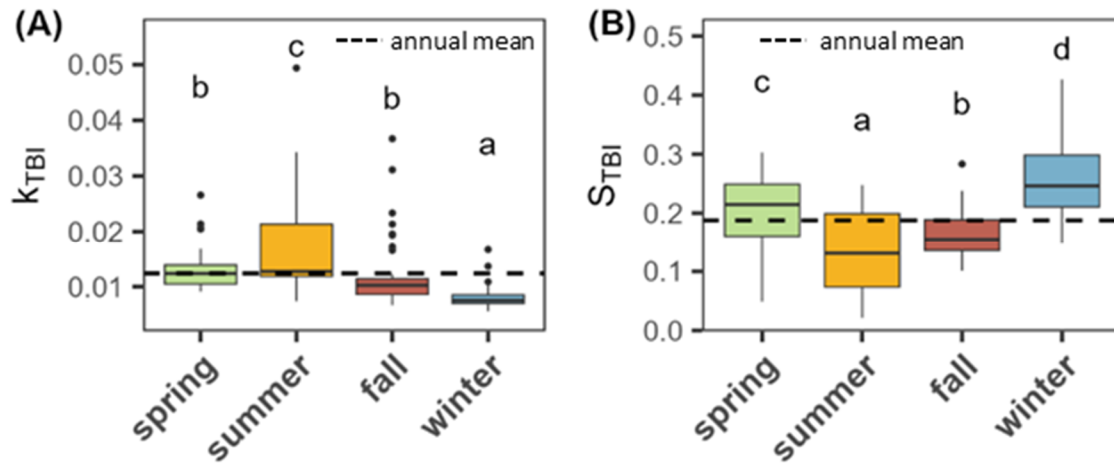 (A)
annual mean
c
b
b
a
0.05
0.04
0.03
0.02
0.01
kTBI
spring
summer
fall
winter
(B)
annual mean
d
c
b
a
0.5
0.4
0.3
0.2
0.1
0.0
STBI
spring
summer
fall
winter